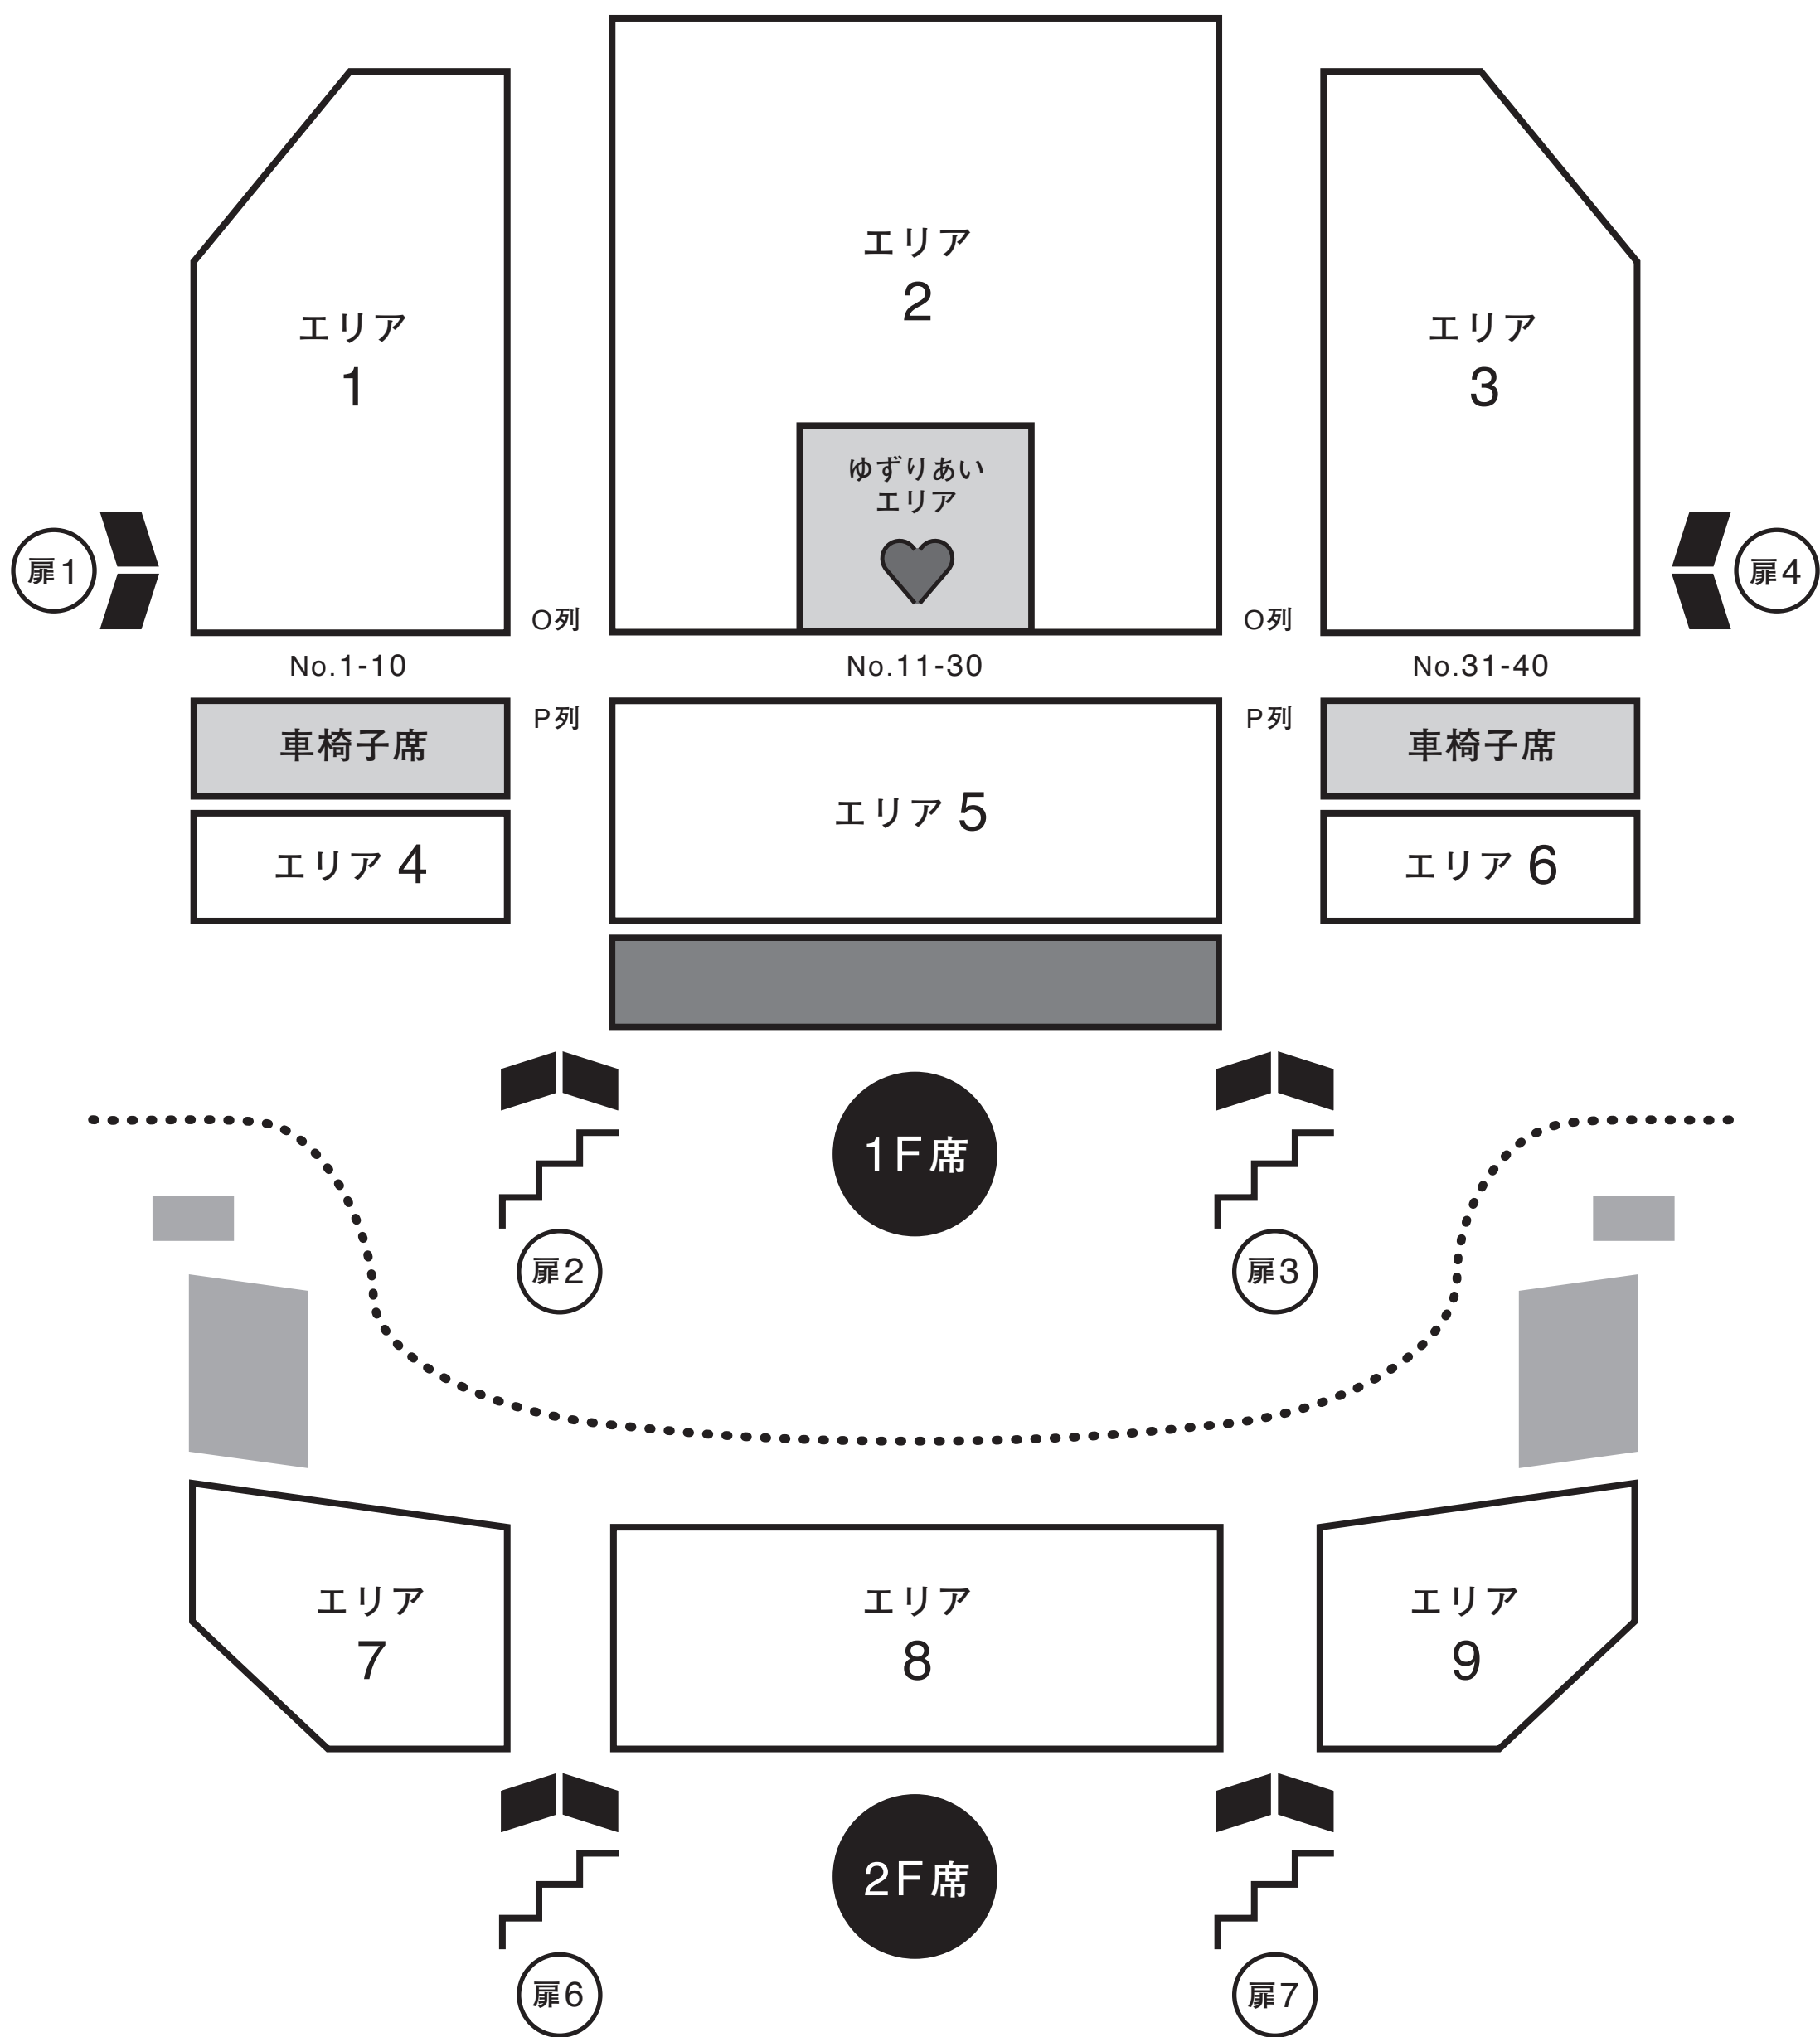 エリア
2
エリア
1
エリア
3
ゆずりあい
エリア
扉1
扉4
O列
O列
No.1-10
No.11-30
No.31-40
P列
P列
車椅子席
車椅子席
エリア 5
エリア 4
エリア 6
1F席
扉2
扉3
エリア
7
エリア
8
エリア
9
2F席
扉6
扉7